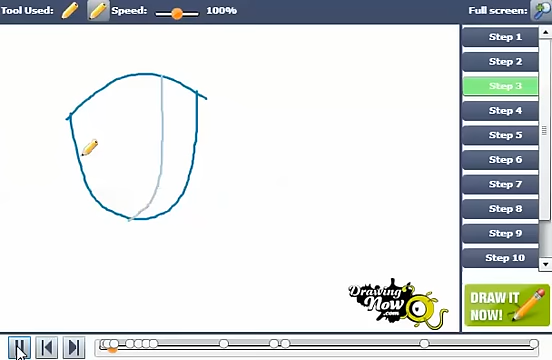 Tool Used: Speed: 100% Full screen:
Step 1
Step 2
Step 3
Step 4
Step 5
Step 6
Step 7
Step 8
Step 9
Step 10
Drawing
Now.com
DRAW IT
NOW!